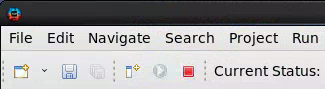 File Edit Navigate Search Project Run
Current Status: